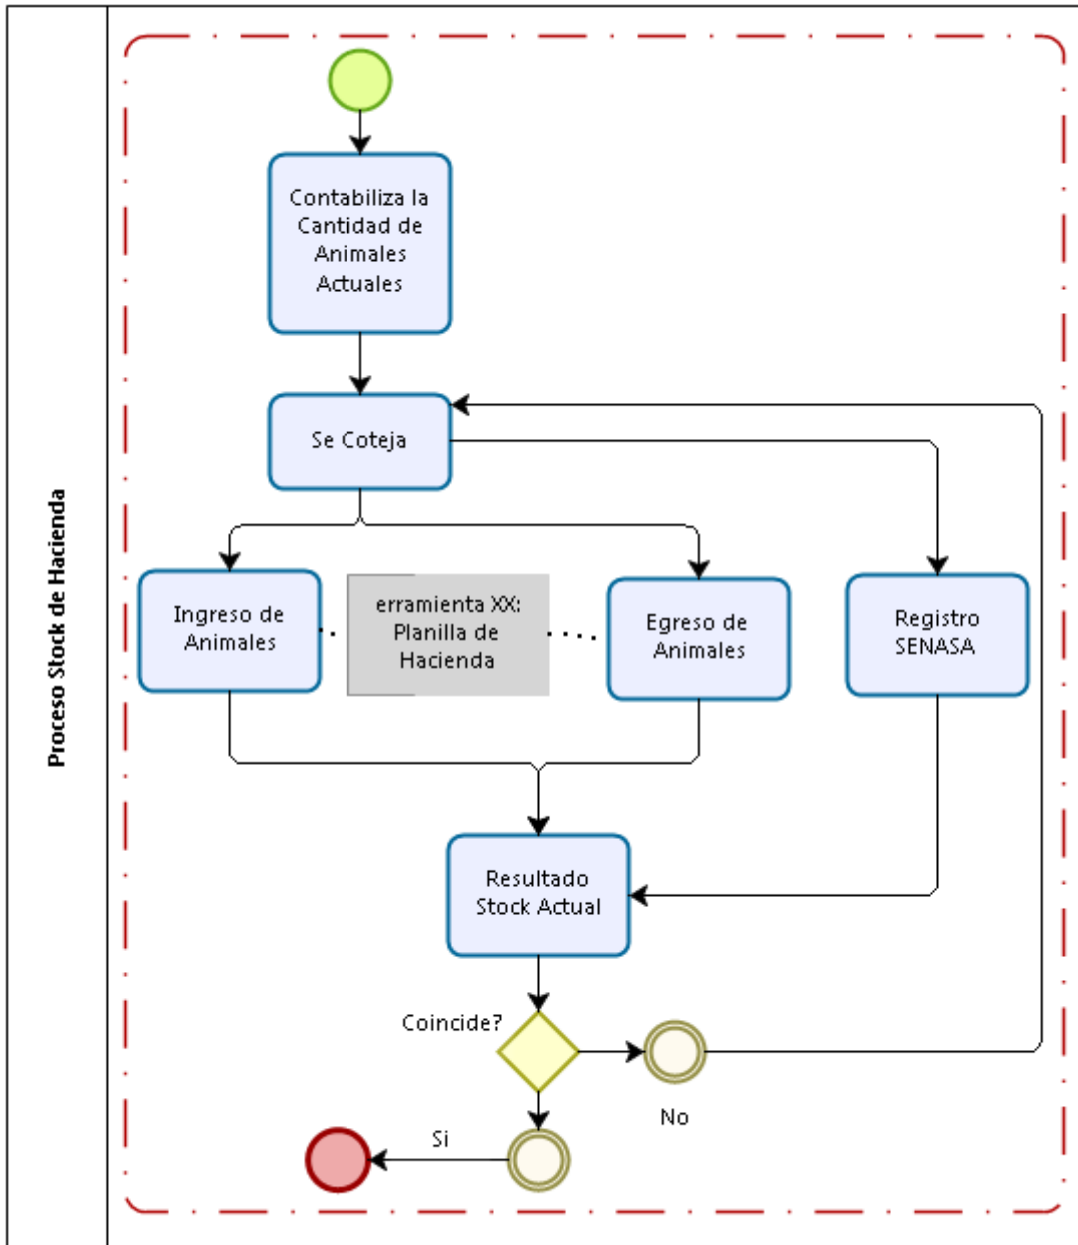 Proceso Stock de Hacienda
Contabiliza la
Cantidad de
Animales
Actuales
Se Coteja
Ingreso de
Animales
erramienta XX:
Planilla de
Hacienda
Egreso de
Animales
Registro
SENASA
Resultado
Stock Actual
Coincide?
No
Si